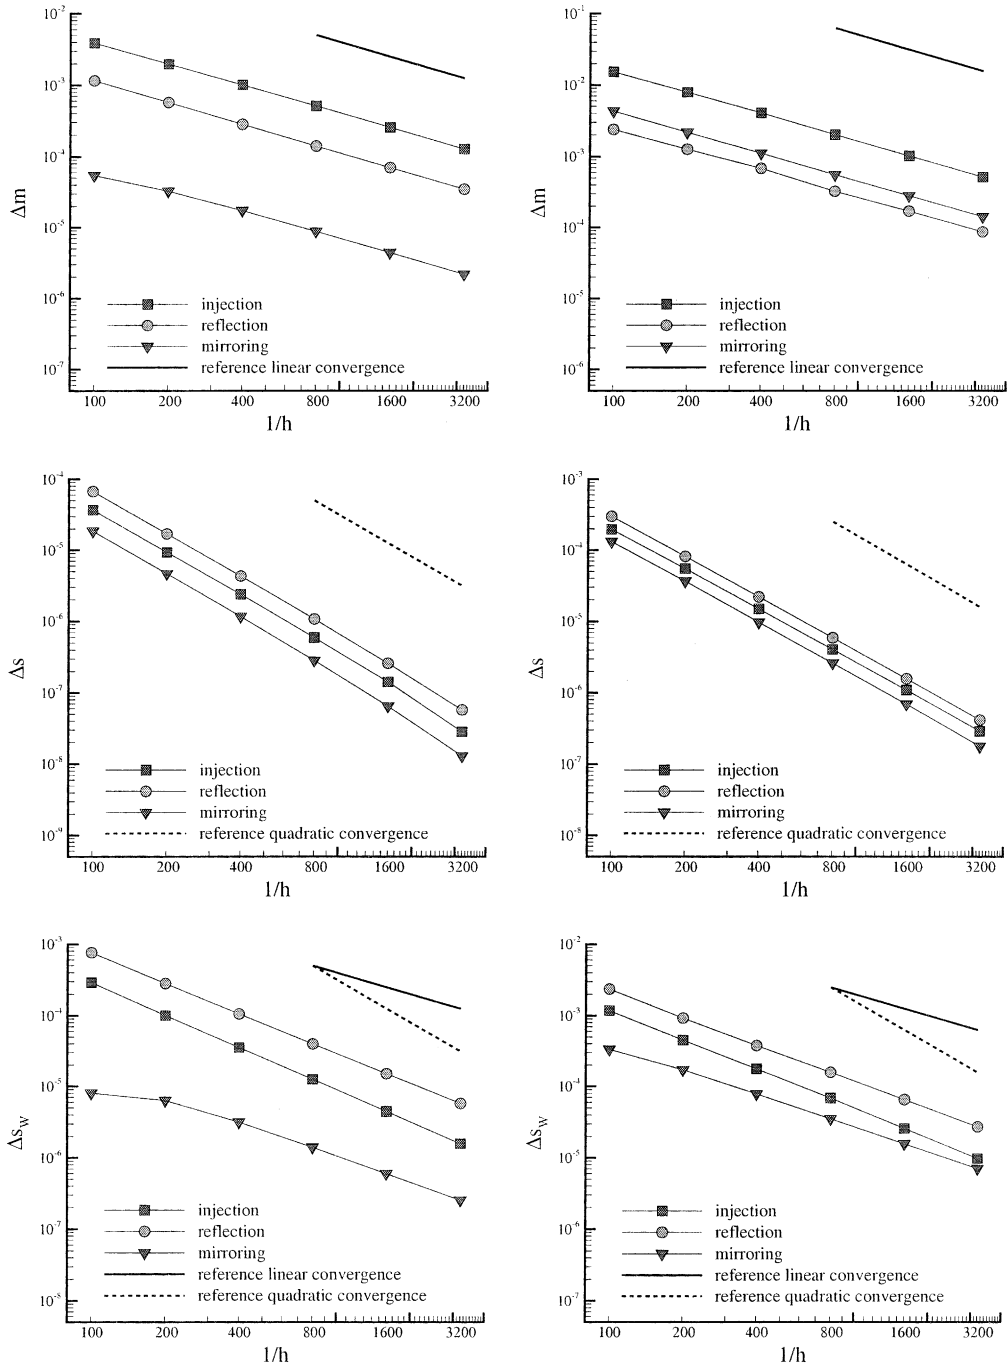 10⁻²
10⁻³
10⁻⁴
10⁻⁵
10⁻⁶
10⁻⁷
Δm
injection
reflection
mirroring
reference linear convergence
100 200 400 800 1600 3200
1/h
10⁻¹
10⁻²
10⁻³
10⁻⁴
10⁻⁵
10⁻⁶
Δm
injection
reflection
mirroring
reference linear convergence
100 200 400 800 1600 3200
1/h
10⁻⁴
10⁻⁵
10⁻⁶
10⁻⁷
10⁻⁸
10⁻⁹
Δs
injection
reflection
mirroring
reference quadratic convergence
100 200 400 800 1600 3200
1/h
10⁻³
10⁻⁴
10⁻⁵
10⁻⁶
10⁻⁷
10⁻⁸
Δs
injection
reflection
mirroring
reference quadratic convergence
100 200 400 800 1600 3200
1/h
10⁻³
10⁻⁴
10⁻⁵
10⁻⁶
10⁻⁷
10⁻⁸
Δs_W
injection
reflection
mirroring
reference linear convergence
reference quadratic convergence
100 200 400 800 1600 3200
1/h
10⁻²
10⁻³
10⁻⁴
10⁻⁵
10⁻⁶
10⁻⁷
Δs_W
injection
reflection
mirroring
reference linear convergence
reference quadratic convergence
100 200 400 800 1600 3200
1/h